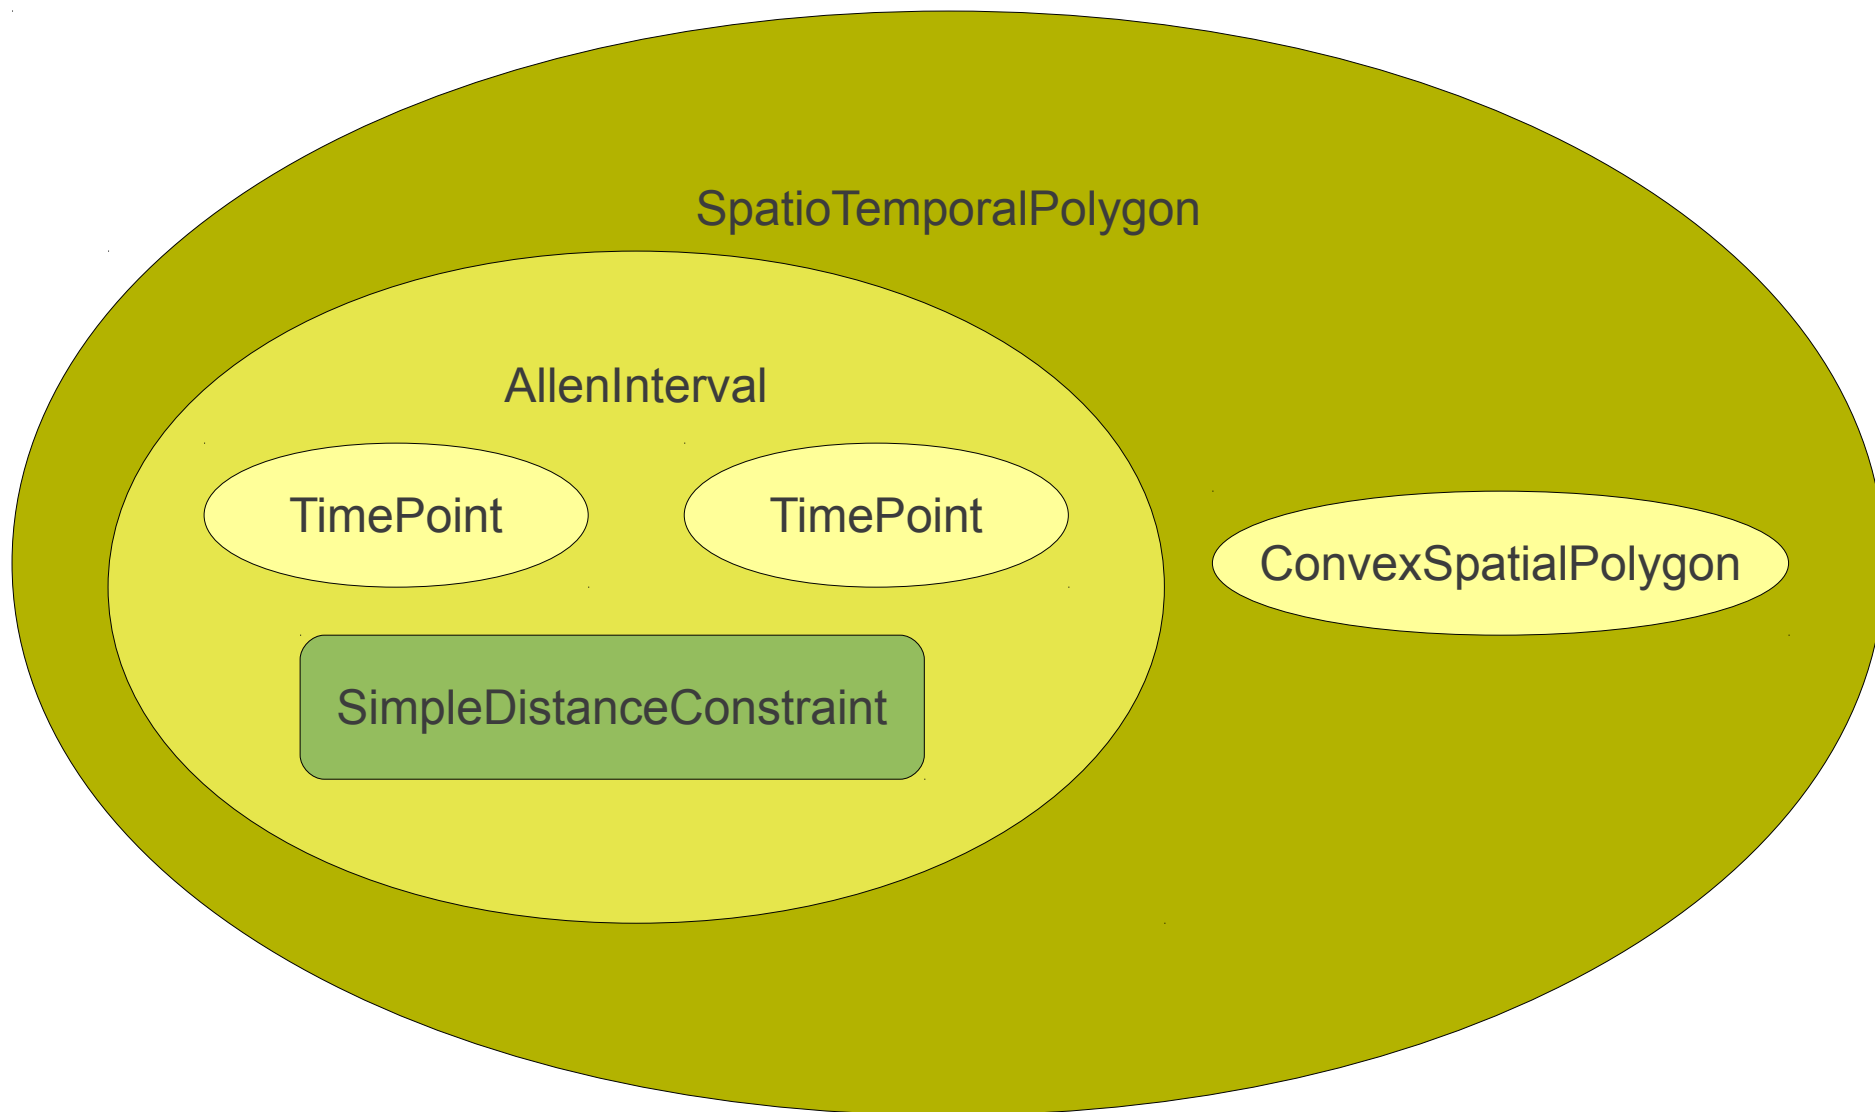 SpatioTemporalPolygon
AllenInterval
TimePoint
TimePoint
ConvexSpatialPolygon
SimpleDistanceConstraint